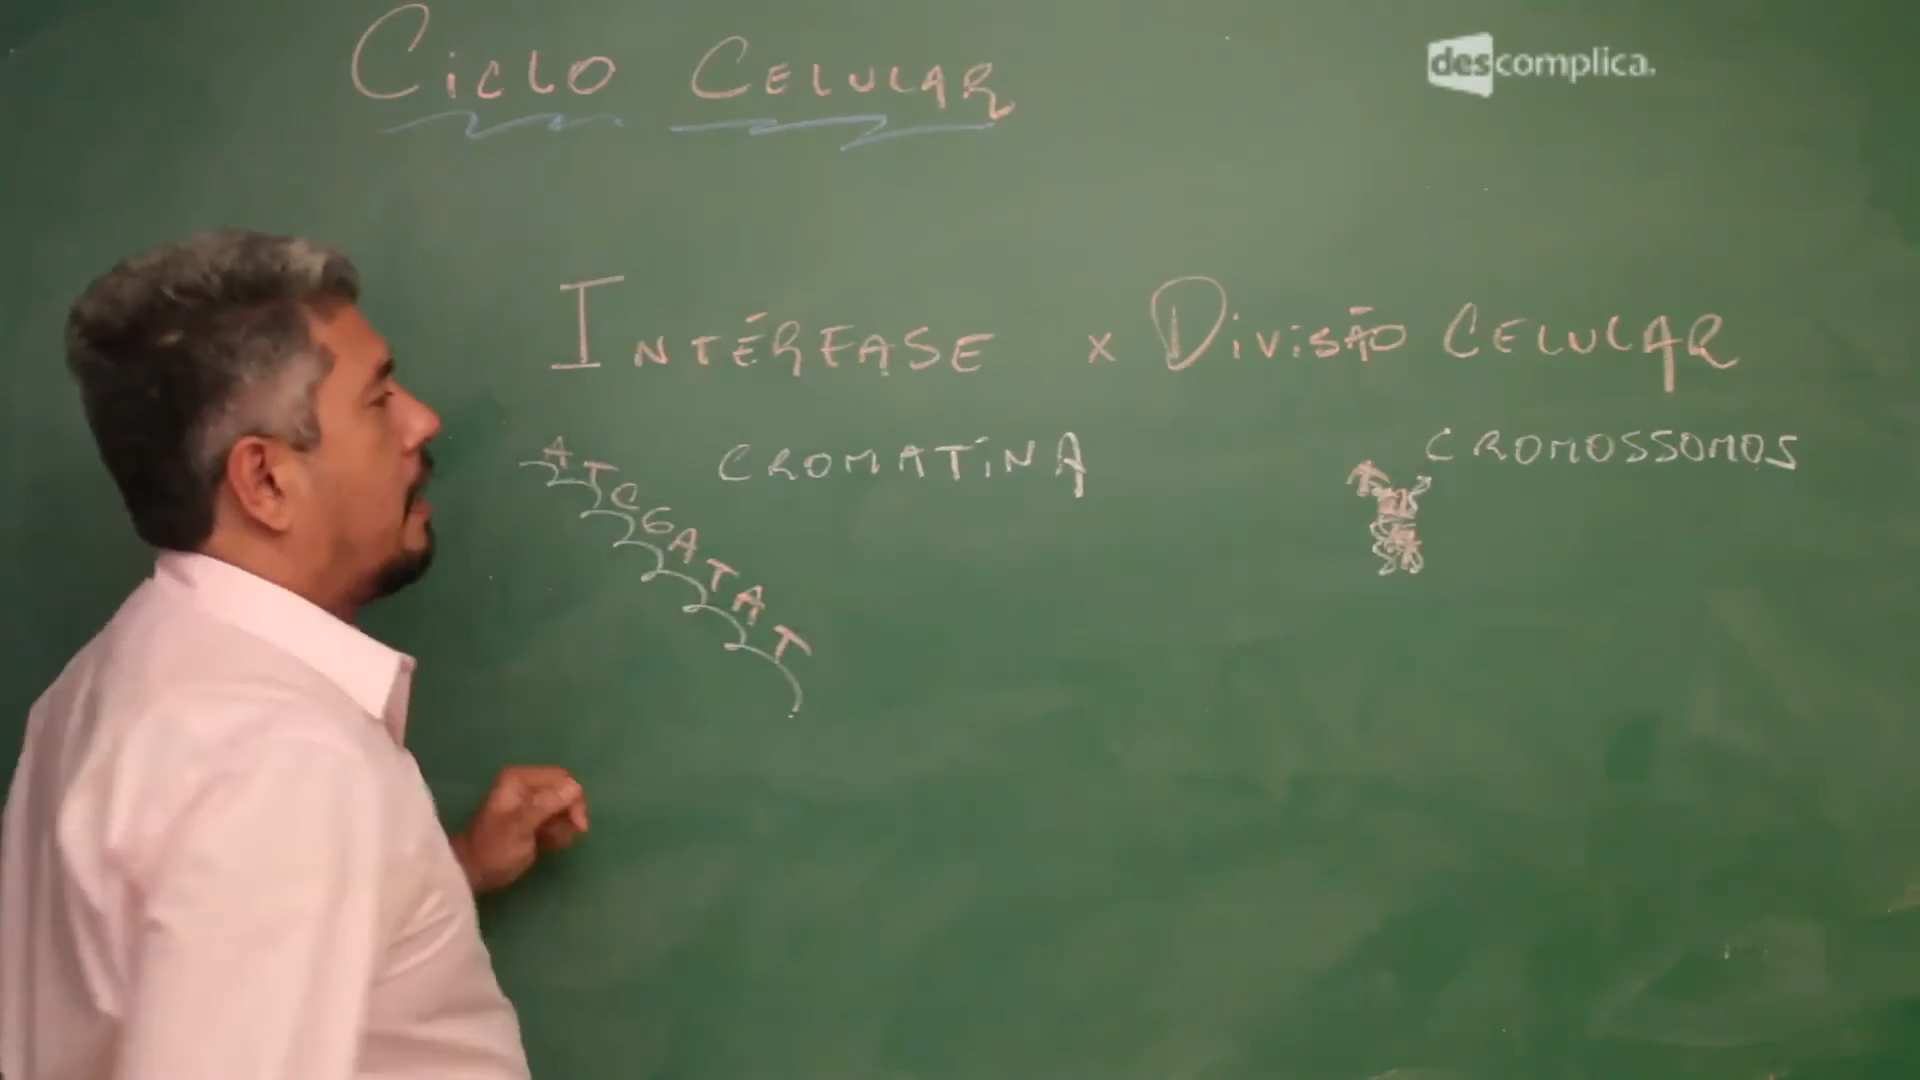 CICLO CELULAR
descomplica.
INTÉRFASE x DIVISÃO CELULAR
CROMATINA
CROMOSSOMOS
A T C G A T A T